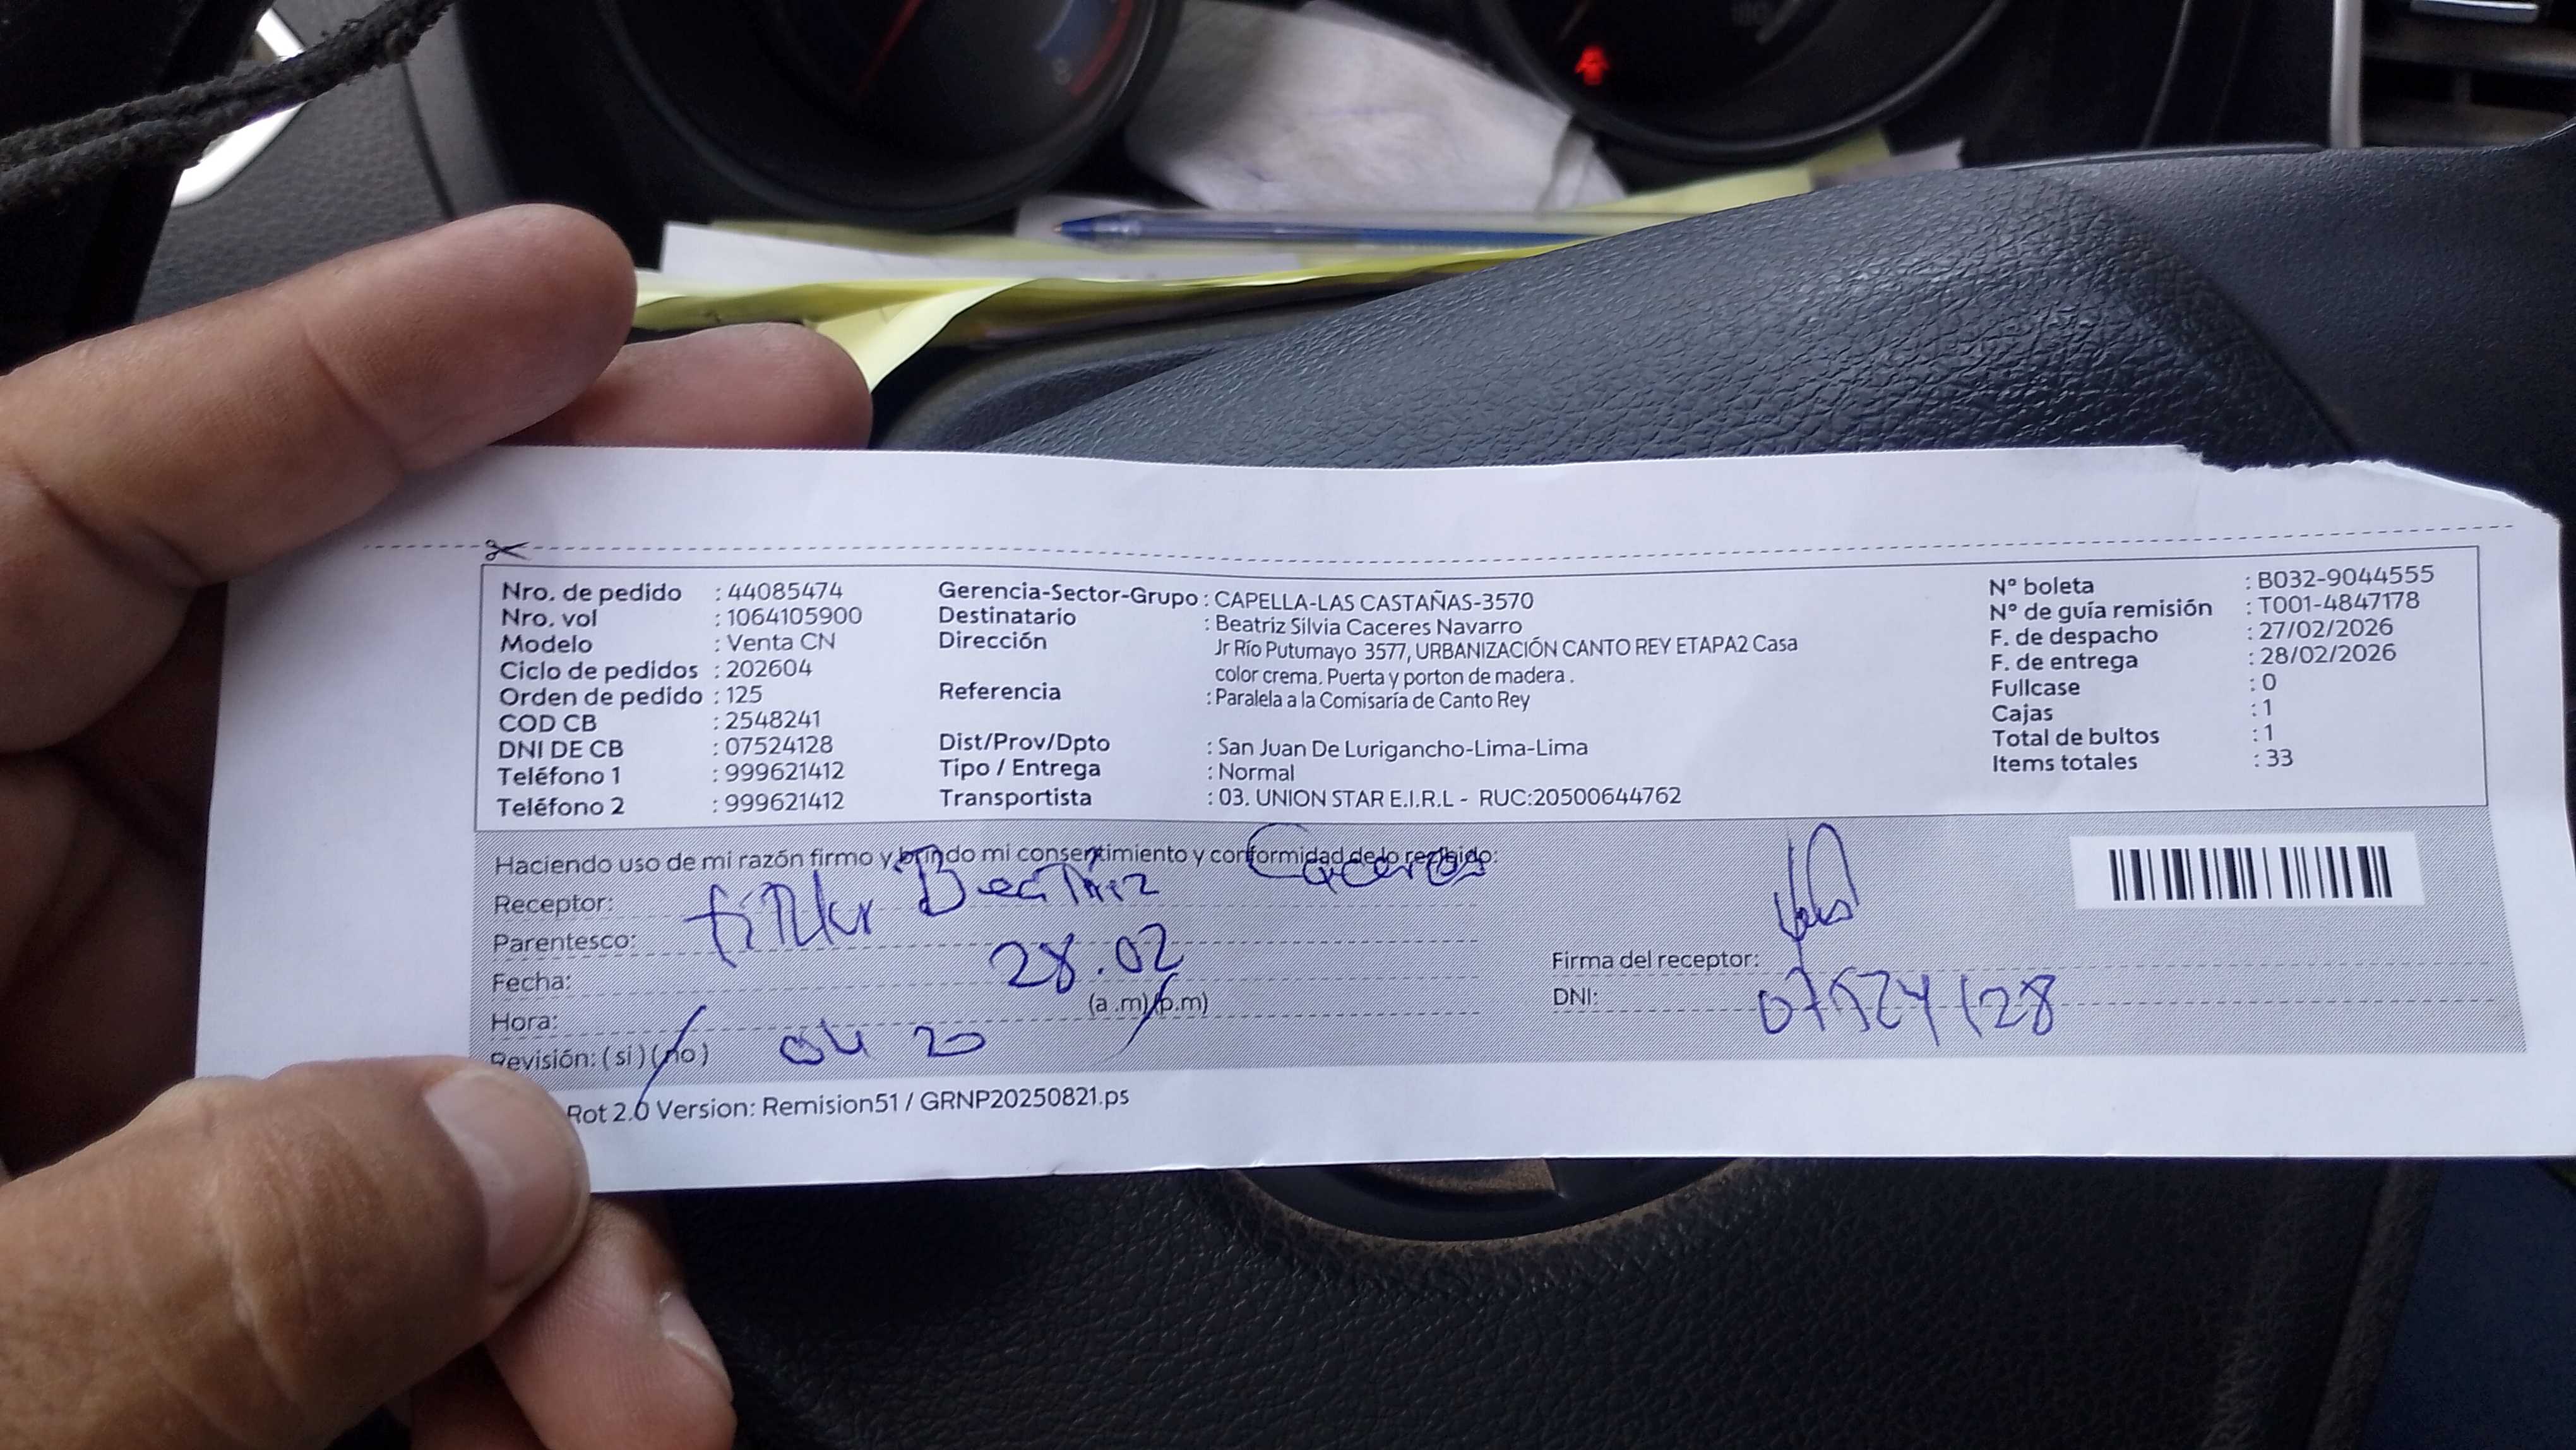 Nro. de pedido : 44085474
Nro. vol : 1064105900
Modelo : Venta CN
Ciclo de pedidos : 202604
Orden de pedido : 125
COD CB : 2548241
DNI DE CB : 07524128
Teléfono 1 : 999621412
Teléfono 2 : 999621412
Gerencia-Sector-Grupo : CAPELLA-LAS CASTAÑAS-3570
Destinatario : Beatriz Silvia Caceres Navarro
Dirección Jr Río Putumayo 3577, URBANIZACIÓN CANTO REY ETAPA2 Casa
color crema. Puerta y porton de madera .
Referencia : Paralela a la Comisaría de Canto Rey
Dist/Prov/Dpto : San Juan De Lurigancho-Lima-Lima
Tipo / Entrega : Normal
Transportista : 03. UNION STAR E.I.R.L - RUC:20500644762
N° boleta : B032-9044555
N° de guía remisión : T001-4847178
F. de despacho : 27/02/2026
F. de entrega : 28/02/2026
Fullcase : 0
Cajas : 1
Total de bultos : 1
Items totales : 33
Haciendo uso de mi razón firmo y brindo mi consentimiento y conformidad de lo recibido:
Receptor: Beatriz Caceres
Parentesco: titular
Fecha: 28.02
Hora: 04 20 (a .m)(p.m)
Revisión: ( si ) ( no )
Firma del receptor:
DNI: 07524128
Rot 2.0 Version: Remision51 / GRNP20250821.ps